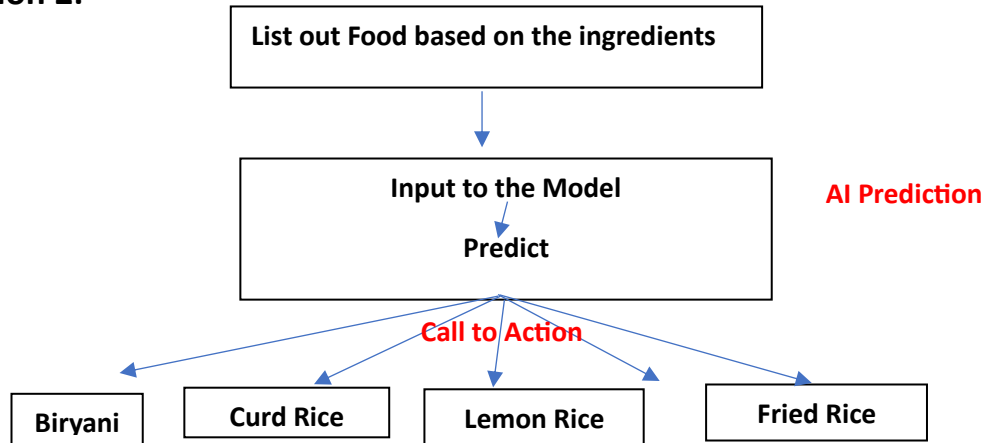 List out Food based on the ingredients
Input to the Model
AI Prediction
Predict
Call to Action
Biryani
Curd Rice
Lemon Rice
Fried Rice